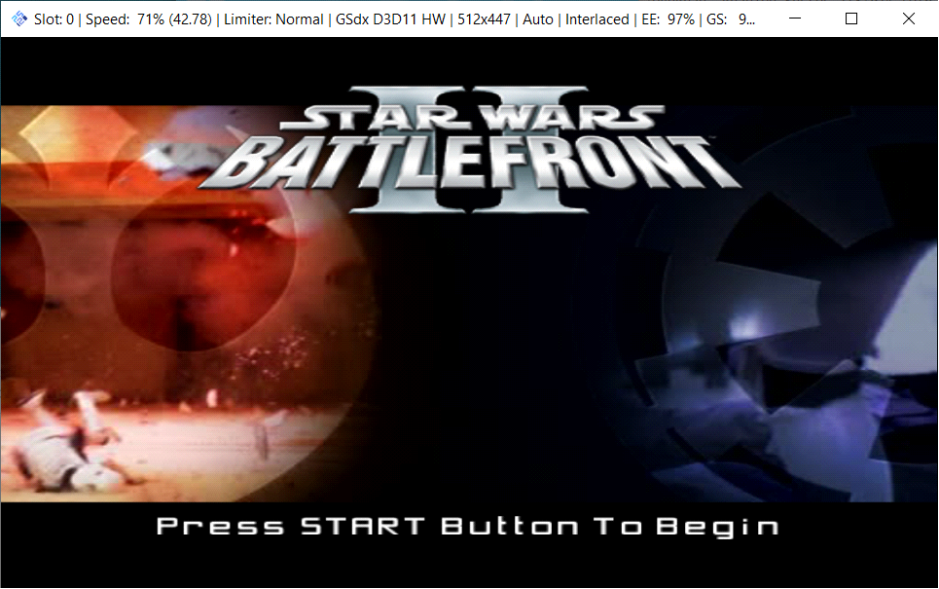 Slot: 0 | Speed: 71% (42.78) | Limiter: Normal | GSdx D3D11 HW | 512x447 | Auto | Interlaced | EE: 97% | GS: 9...
II
STAR WARS
BATTLEFRONT™
Press START Button To Begin